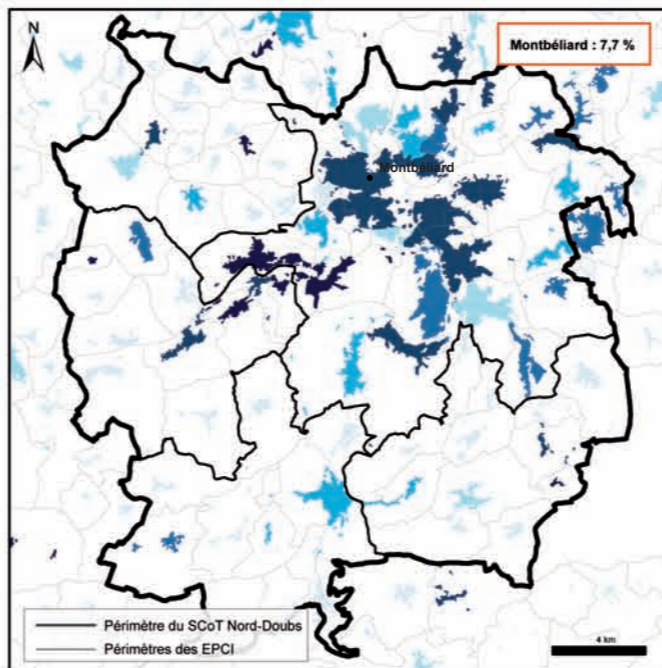 N
Montbéliard : 7,7 %
Montbéliard
Périmètre du SCoT Nord-Doubs
Périmètres des EPCI
4 km